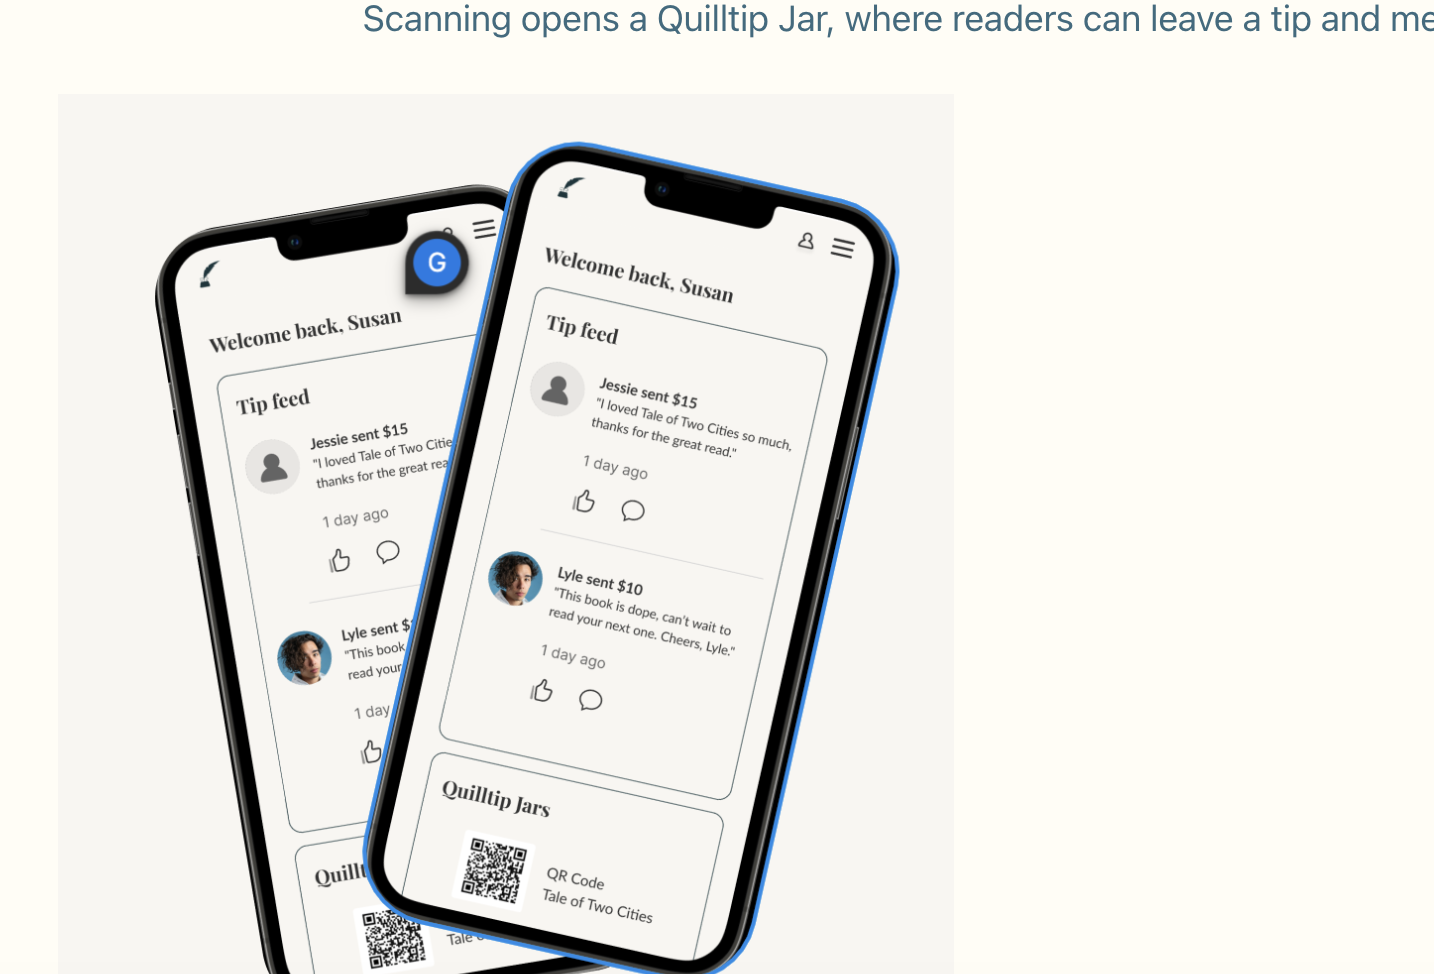 Scanning opens a Quilltip Jar, where readers can leave a tip and me
G
Welcome back, Susan
Tip feed
Jessie sent $15
"I loved Tale of Two Citie
thanks for the great rea
1 day ago
Lyle sent $
"This book
read your
1 day
Quillt
Tale
Welcome back, Susan
Tip feed
Jessie sent $15
"I loved Tale of Two Cities so much,
thanks for the great read."
1 day ago
Lyle sent $10
"This book is dope, can't wait to
read your next one. Cheers, Lyle."
1 day ago
Quilltip Jars
QR Code
Tale of Two Cities